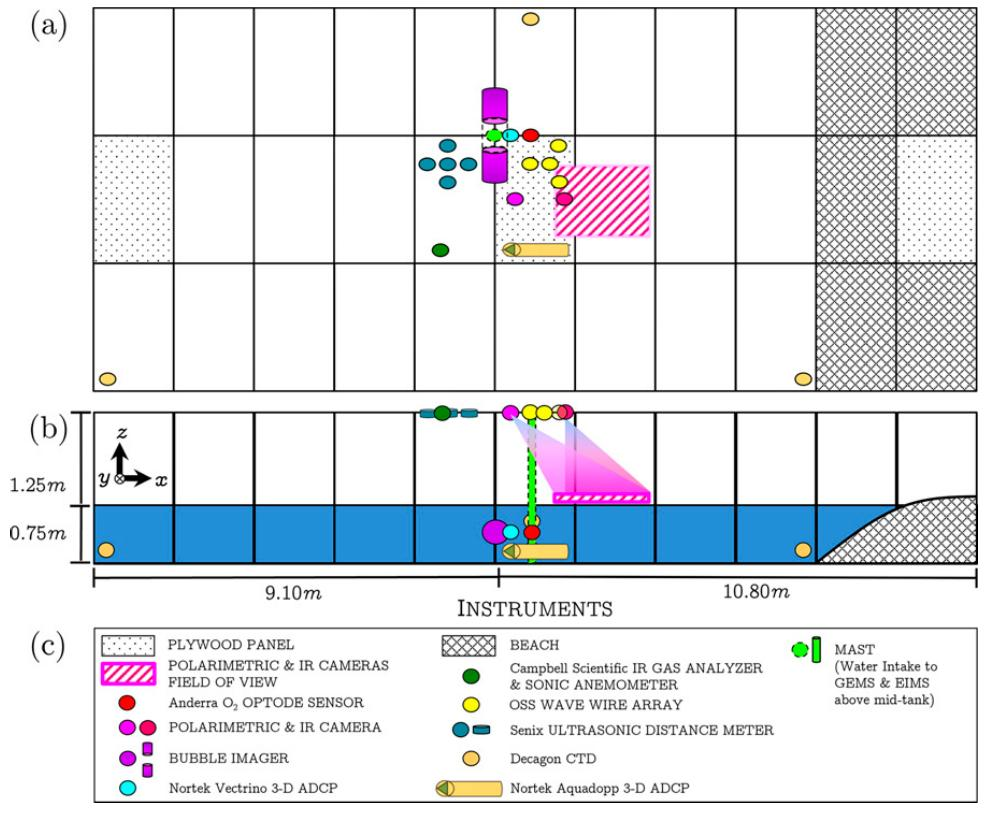 (a)
(b)
z
y
x
1.25m
0.75m
9.10m
10.80m
INSTRUMENTS
(c)
PLYWOOD PANEL
POLARIMETRIC & IR CAMERAS
FIELD OF VIEW
Anderra O₂ OPTODE SENSOR
POLARIMETRIC & IR CAMERA
BUBBLE IMAGER
Nortek Vectrino 3-D ADCP
BEACH
Campbell Scientific IR GAS ANALYZER
& SONIC ANEMOMETER
OSS WAVE WIRE ARRAY
Senix ULTRASONIC DISTANCE METER
Decagon CTD
Nortek Aquadopp 3-D ADCP
MAST
(Water Intake to
GEMS & EIMS
above mid-tank)